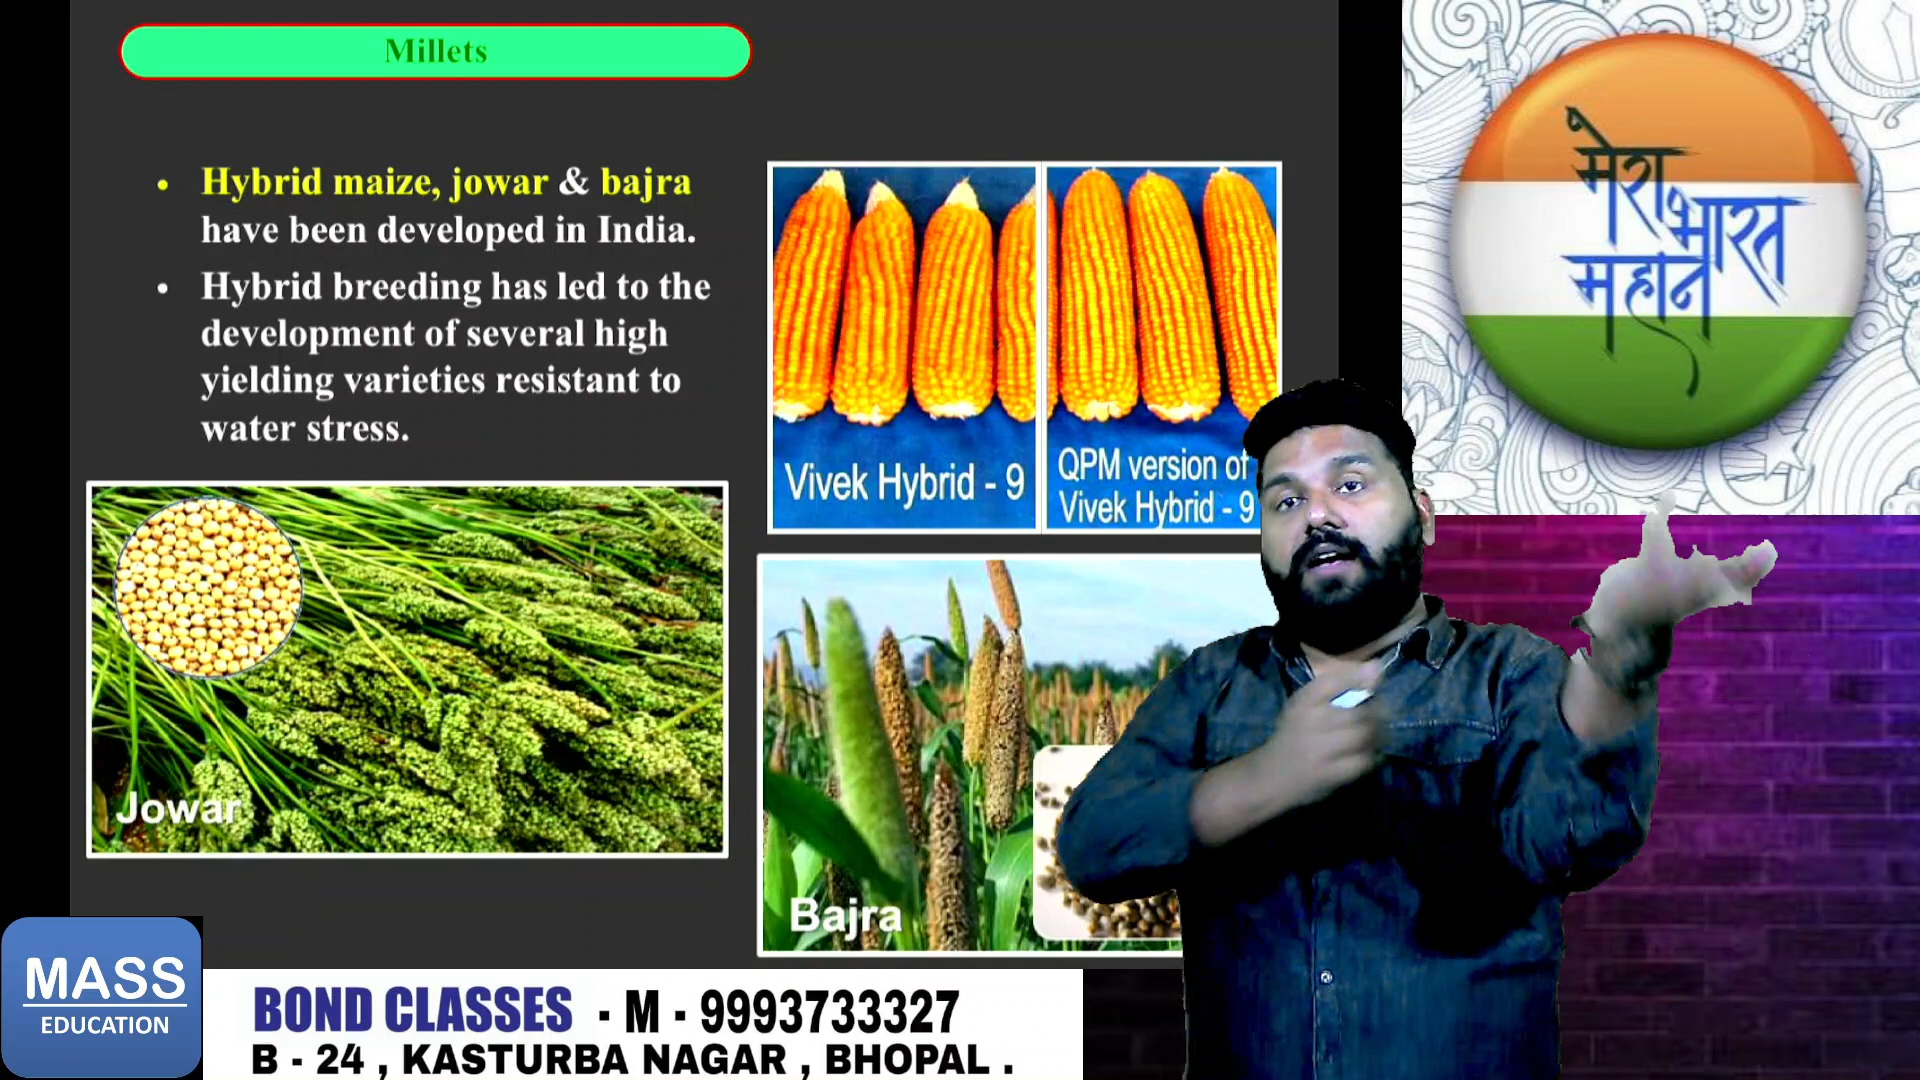 Millets
• Hybrid maize, jowar & bajra
have been developed in India.
• Hybrid breeding has led to the
development of several high
yielding varieties resistant to
water stress.
Vivek Hybrid - 9
QPM version of
Vivek Hybrid - 9
मेरा
भारत
महान
Jowar
Bajra
MASS
EDUCATION
BOND CLASSES - M - 9993733327
B - 24 , KASTURBA NAGAR , BHOPAL .